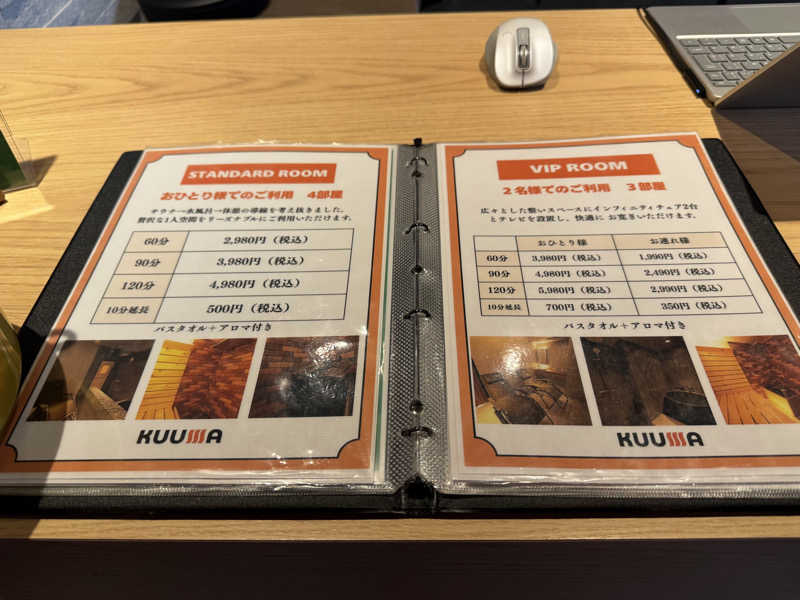 STANDARD ROOM
おひとり様でのご利用 4部屋
サウナ→水風呂→休憩の導線を考え抜きました。
贅沢な1人空間をリーズナブルにご利用いただけます。
60分 2,980円（税込）
90分 3,980円（税込）
120分 4,980円（税込）
10分延長 500円（税込）
バスタオル＋アロマ付き
KUUMA
VIP ROOM
2名様でのご利用 3部屋
広々とした整いスペースにインフィニティチェア2台
とテレビを設置し、快適に お寛ぎいただけます。
おひとり様 お連れ様
60分 3,980円（税込） 1,990円（税込）
90分 4,980円（税込） 2,490円（税込）
120分 5,980円（税込） 2,990円（税込）
10分延長 700円（税込） 350円（税込）
バスタオル＋アロマ付き
KUUMA